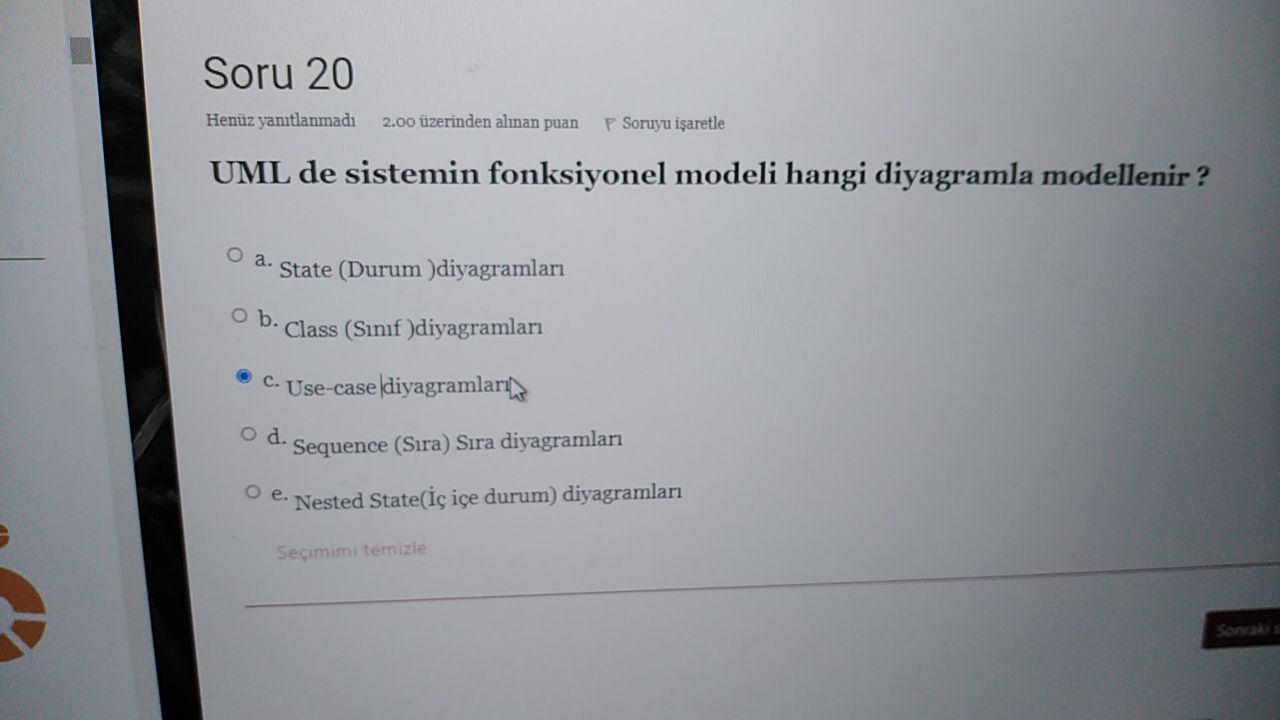 Soru 20
Henüz yanıtlanmadı 2.00 üzerinden alınan puan Soruyu işaretle
UML de sistemin fonksiyonel modeli hangi diyagramla modellenir ?
a. State (Durum )diyagramları
b. Class (Sınıf )diyagramları
c. Use-case diyagramları
d. Sequence (Sıra) Sıra diyagramları
e. Nested State(İç içe durum) diyagramları
Seçimimi temizle
Sonraki